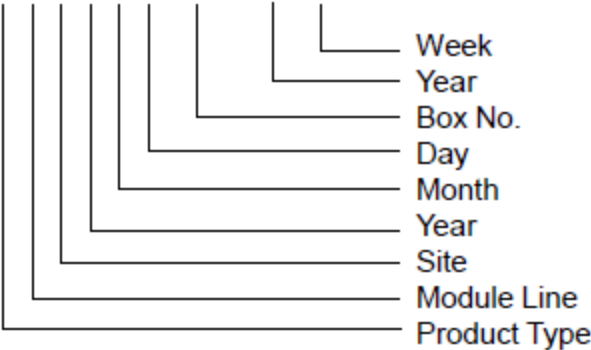 Week
Year
Box No.
Day
Month
Year
Site
Module Line
Product Type